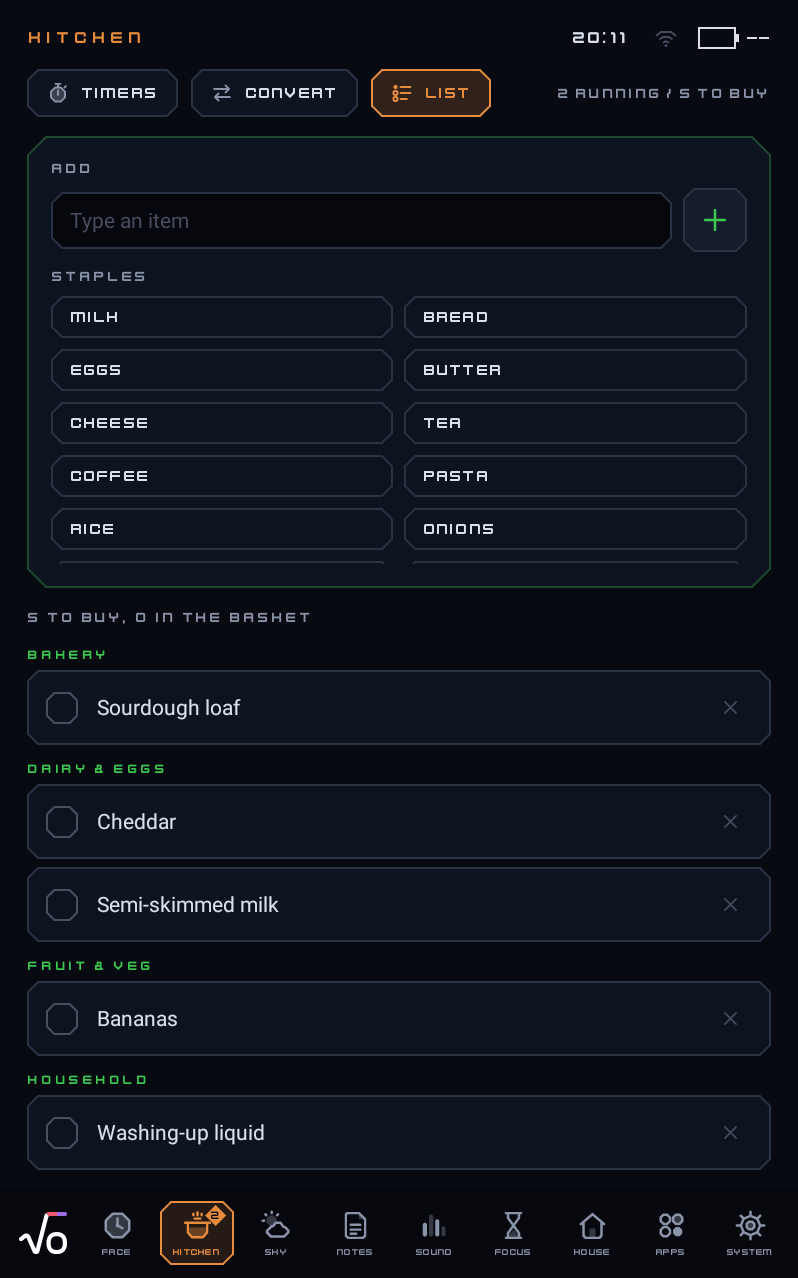 KITCHEN
20:11
--
TIMERS
CONVERT
LIST
2 RUNNING / 5 TO BUY
ADD
Type an item
STAPLES
MILK
BREAD
EGGS
BUTTER
CHEESE
TEA
COFFEE
PASTA
RICE
ONIONS
5 TO BUY, 0 IN THE BASKET
BAKERY
Sourdough loaf
DAIRY & EGGS
Cheddar
Semi-skimmed milk
FRUIT & VEG
Bananas
HOUSEHOLD
Washing-up liquid
√o
FACE
2
KITCHEN
SKY
NOTES
SOUND
FOCUS
HOUSE
APPS
SYSTEM